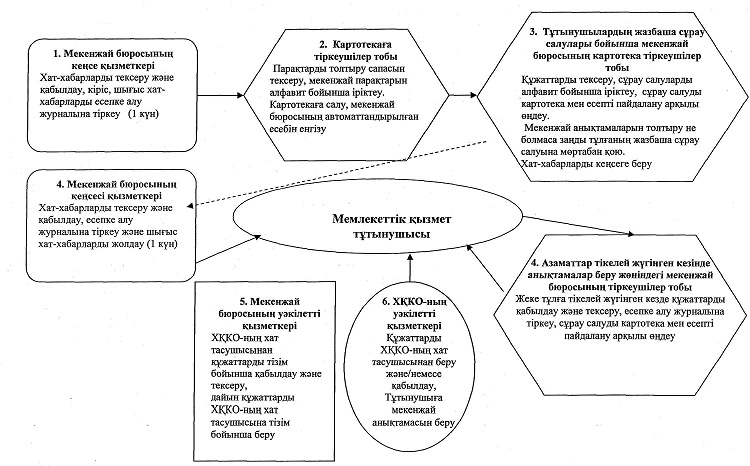 1. Мекенжай бюросының
кеңсе қызметкері
Хат-хабарларды тексеру және
қабылдау, кіріс, шығыс хат-
хабарларды есепке алу
журналына тіркеу (1 күн)
2. Картотекаға
тіркеушілер тобы
Парақтарды толтыру сапасын
тексеру, мекенжай парақтарын
алфавит бойынша іріктеу.
Картотекаға салу, мекенжай
бюросының автоматтандырылған
есебін енгізу
3. Тұтынушылардың жазбаша сұрау
салулары бойынша мекенжай
бюросының картотека тіркеушілер
тобы
Құжаттарды тексеру, сұрау салуларды
алфавит бойынша іріктеу, сұрау салуды
картотека мен есепті пайдалану арқылы
өңдеу.
Мекенжай анықтамаларын толтыру не
болмаса заңды тұлғаның жазбаша сұрау
салуына мөртабан қою.
Хат-хабарларды кеңсеге беру
4. Мекенжай бюросының
кеңсесі қызметкері
Хат-хабарларды тексеру және
қабылдау, есепке алу
журналына тіркеу және шығыс
хат-хабарларды жолдау (1 күн)
Мемлекеттік қызмет
тұтынушысы
4. Азаматтар тікелей жүгінген кезінде
анықтамалар беру жөніндегі мекенжай
бюросының тіркеушілер тобы
Жеке тұлға тікелей жүгінген кезде құжаттарды
қабылдау және тексеру, есепке алу журналына
тіркеу, сұрау салуды картотека мен есепті
пайдалану арқылы өңдеу
5. Мекенжай
бюросының уәкілетті
қызметкері
ХҚКО-ның хат
тасушысынан
құжаттарды тізім
бойынша қабылдау және
тексеру,
дайын құжаттарды
ХҚКО-ның хат
тасушысына тізім
бойынша беру
6. ХҚКО-ның
уәкілетті
қызметкері
Құжаттарды
ХҚКО-ның хат
тасушысынан беру
және/немесе
қабылдау,
Тұтынушыға
мекенжай
анықтамасын беру